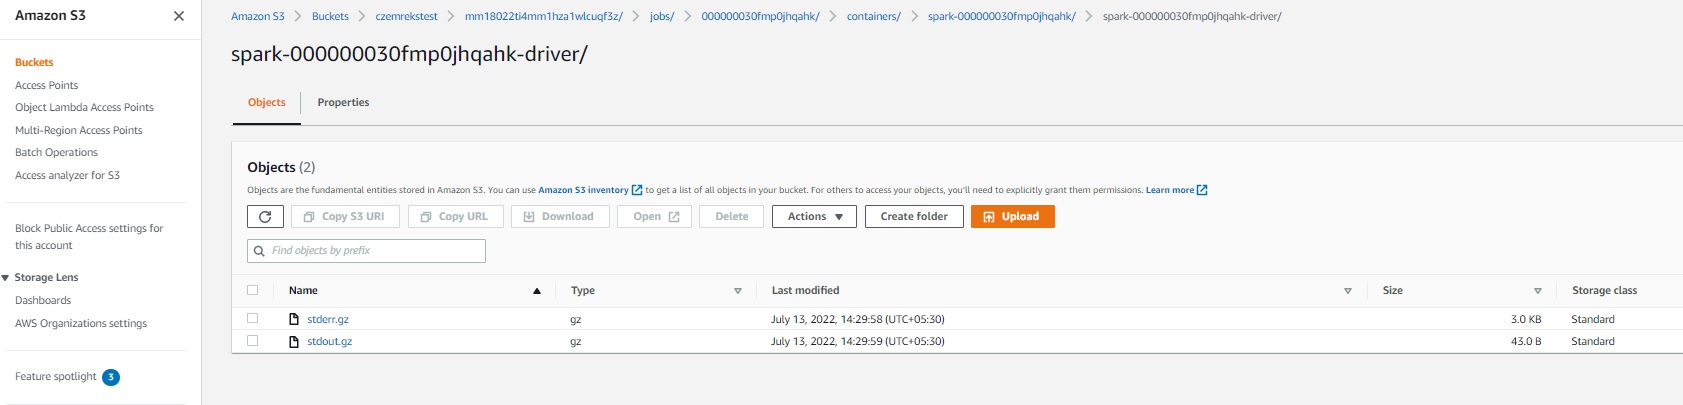 Amazon S3
Amazon S3 Buckets czemrekstest mm18022ti4mm1hza1wlcuqf3z/ jobs/ 000000030fmp0jhqahk/ containers/ spark-000000030fmp0jhqahk/ spark-000000030fmp0jhqahk-driver/
spark-000000030fmp0jhqahk-driver/
Buckets
Access Points
Object Lambda Access Points
Multi-Region Access Points
Batch Operations
Access analyzer for S3
Block Public Access settings for
this account
Storage Lens
Dashboards
AWS Organizations settings
Feature spotlight 3
Objects Properties
Objects (2)
Objects are the fundamental entities stored in Amazon S3. You can use Amazon S3 inventory to get a list of all objects in your bucket. For others to access your objects, you'll need to explicitly grant them permissions. Learn more
Copy S3 URI Copy URL Download Open Delete Actions Create folder Upload
Find objects by prefix
Name Type Last modified Size Storage class
stderr.gz gz July 13, 2022, 14:29:58 (UTC+05:30) 3.0 KB Standard
stdout.gz gz July 13, 2022, 14:29:59 (UTC+05:30) 43.0 B Standard